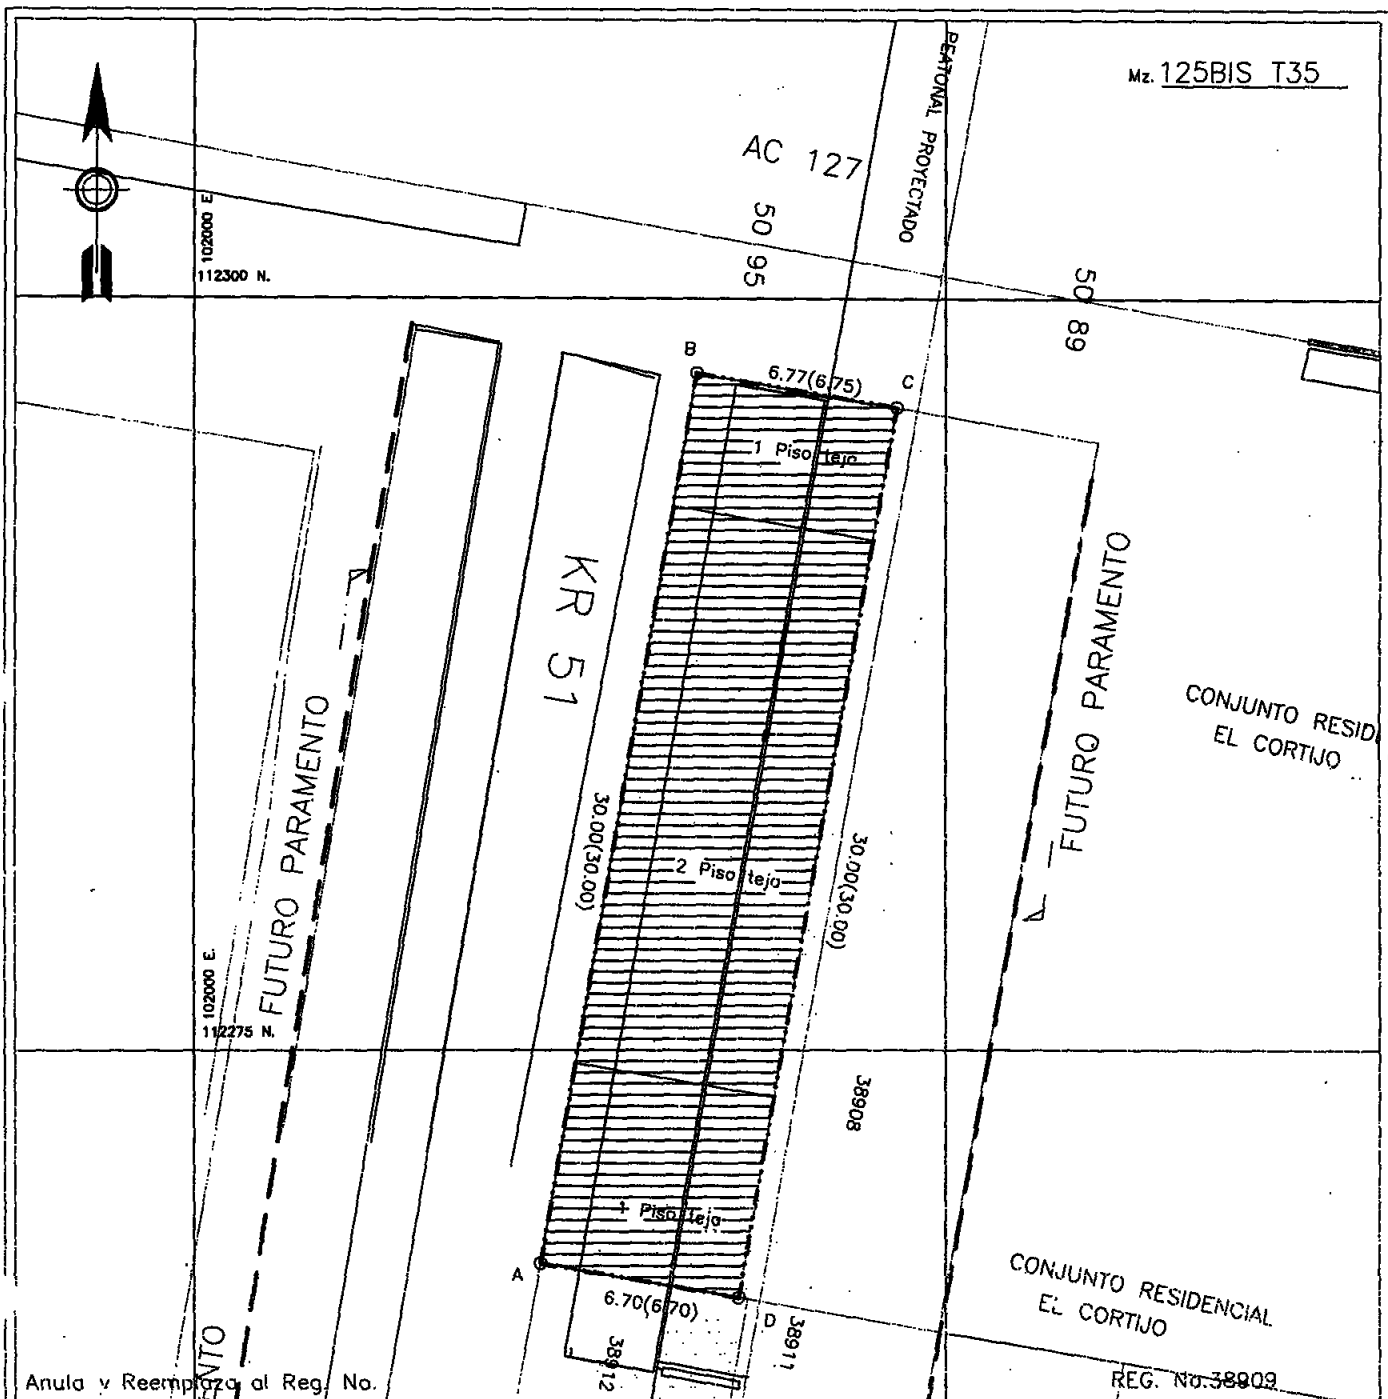 Mz. 125BIS T35
PEATONAL PROYECTADO
AC 127
50 95
50 89
102000 E
112300 N.
B
6.77(6.75)
C
1 Piso teja
KR 51
FUTURO PARAMENTO
FUTURO PARAMENTO
CONJUNTO RESID
EL CORTIJO
30.00(30.00)
2 Piso teja
30.00(30.00)
102000 E.
112275 N.
38908
1 Piso teja
A
6.70(6.70)
D
38911
38912
CONJUNTO RESIDENCIAL
EL CORTIJO
NTO
Anula y Reemplaza al Reg. No.
REG. No.38909